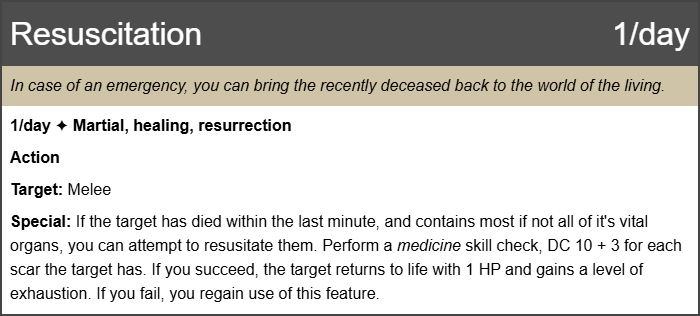 Resuscitation 1/day
In case of an emergency, you can bring the recently deceased back to the world of the living.
1/day ✦ Martial, healing, resurrection
Action
Target: Melee
Special: If the target has died within the last minute, and contains most if not all of it's vital
organs, you can attempt to resusitate them. Perform a medicine skill check, DC 10 + 3 for each
scar the target has. If you succeed, the target returns to life with 1 HP and gains a level of
exhaustion. If you fail, you regain use of this feature.